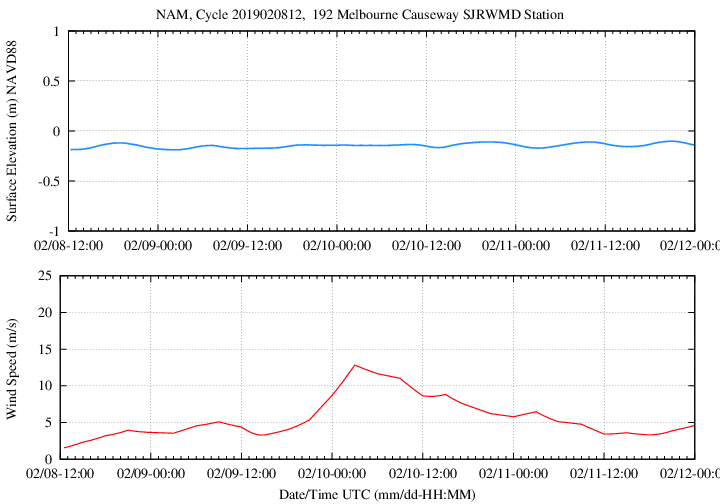 NAM, Cycle 2019020812, 192 Melbourne Causeway SJRWMD Station
Surface Elevation (m) NAVD88
1
0.5
0
-0.5
-1
02/08-12:00 02/09-00:00 02/09-12:00 02/10-00:00 02/10-12:00 02/11-00:00 02/11-12:00 02/12-00:0
Wind Speed (m/s)
25
20
15
10
5
0
02/08-12:00 02/09-00:00 02/09-12:00 02/10-00:00 02/10-12:00 02/11-00:00 02/11-12:00 02/12-00:0
Date/Time UTC (mm/dd-HH:MM)